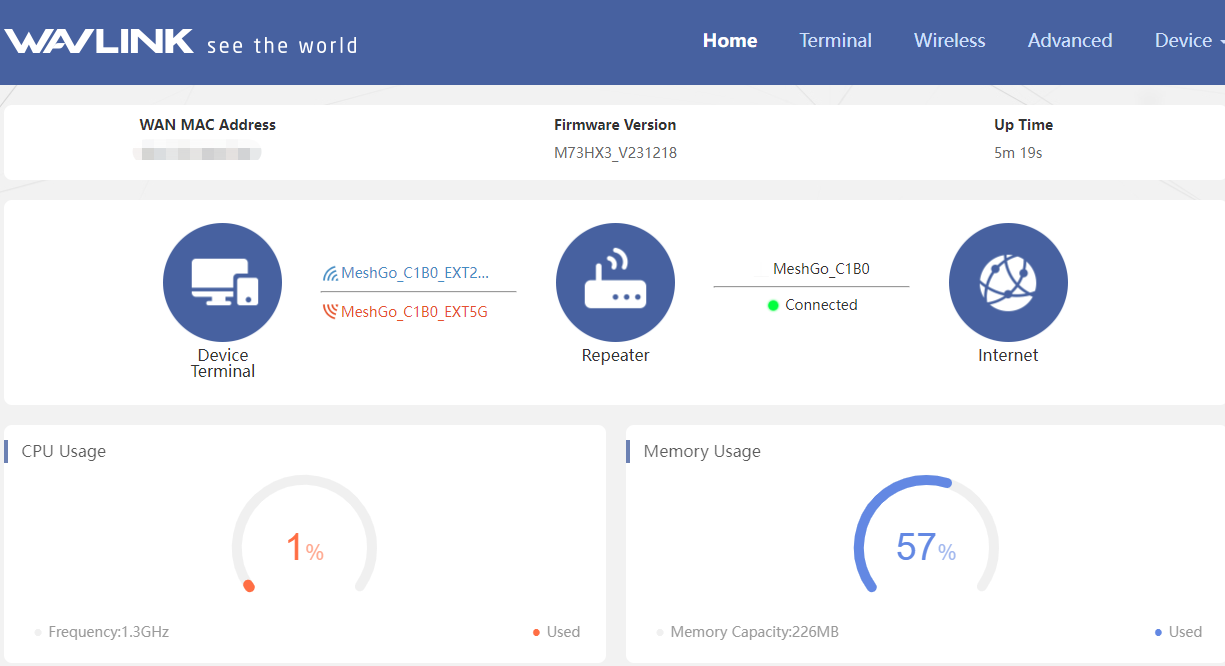 WAVLINK see the world
Home Terminal Wireless Advanced Device
WAN MAC Address Firmware Version Up Time
M73HX3_V231218 5m 19s
MeshGo_C1B0_EXT2...
MeshGo_C1B0_EXT5G
MeshGo_C1B0
Connected
Device
Terminal
Repeater
Internet
CPU Usage
1%
Frequency:1.3GHz
Used
Memory Usage
57%
Memory Capacity:226MB
Used